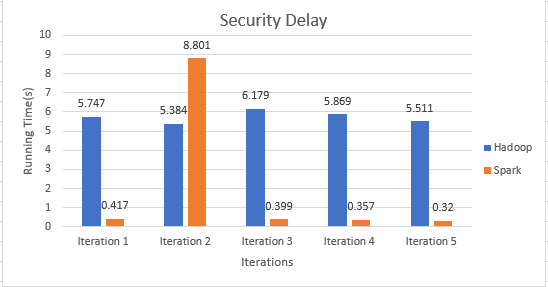 Security Delay
10
9
8
7
6
5
4
3
2
1
0
Running Time(s)
5.747
0.417
5.384
8.801
6.179
0.399
5.869
0.357
5.511
0.32
Iteration 1
Iteration 2
Iteration 3
Iteration 4
Iteration 5
Iterations
Hadoop
Spark